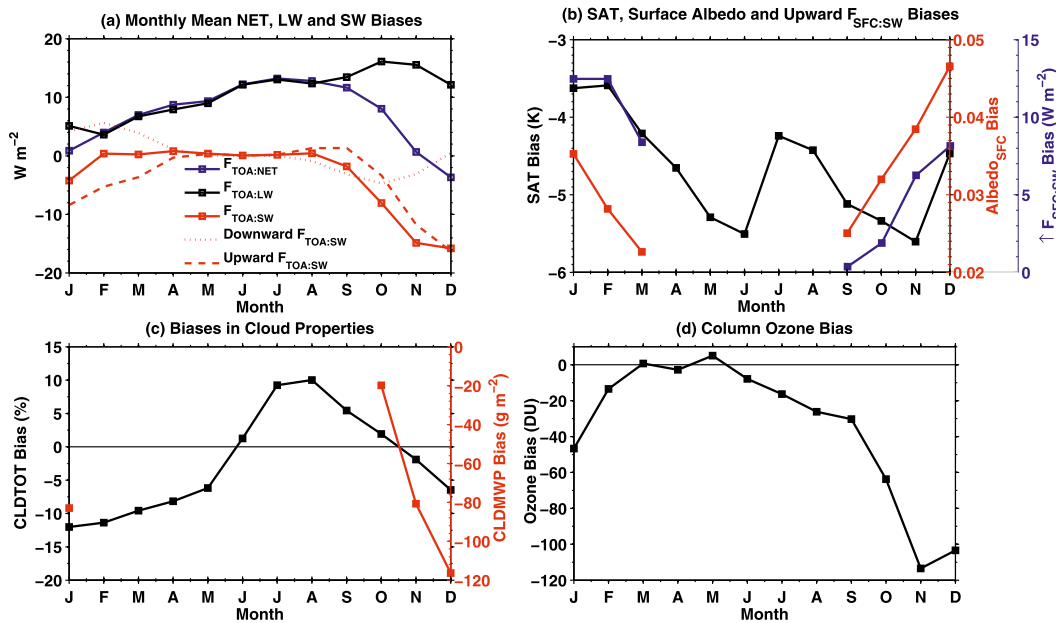 (a) Monthly Mean NET, LW and SW Biases
20
10
0
−10
−20
W m−2
F_TOA:NET
F_TOA:LW
F_TOA:SW
Downward F_TOA:SW
Upward F_TOA:SW
J F M A M J J A S O N D
Month
(b) SAT, Surface Albedo and Upward F_SFC:SW Biases
−3
−4
−5
−6
SAT Bias (K)
0.05
0.04
0.03
0.02
Albedo_SFC Bias
15
10
5
0
↑ F_SFC:SW Bias (W m−2)
J F M A M J J A S O N D
Month
(c) Biases in Cloud Properties
15
10
5
0
−5
−10
−15
−20
CLDTOT Bias (%)
0
−20
−40
−60
−80
−100
−120
CLDMWP Bias (g m−2)
J F M A M J J A S O N D
Month
(d) Column Ozone Bias
0
−20
−40
−60
−80
−100
−120
Ozone Bias (DU)
J F M A M J J A S O N D
Month